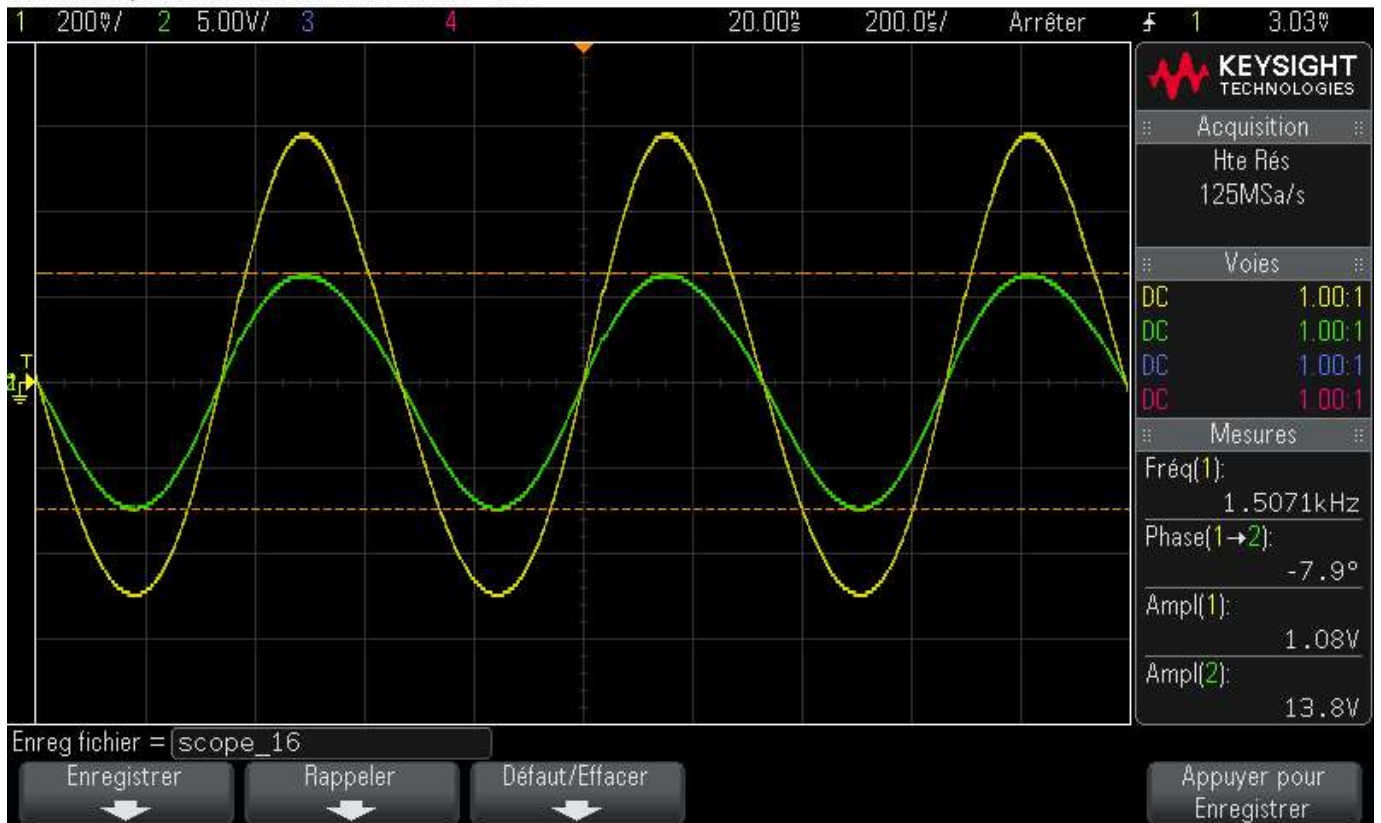 1 200mV/ 2 5.00V/ 3 4 20.00ns 200.0us/ Arrêter 1 3.03mV
KEYSIGHT
TECHNOLOGIES
Acquisition
Hte Rés
125MSa/s
Voies
DC 1.00:1
DC 1.00:1
DC 1.00:1
DC 1.00:1
Mesures
Fréq(1):
1.5071kHz
Phase(1→2):
-7.9°
Ampl(1):
1.08V
Ampl(2):
13.8V
T
Enreg fichier = scope_16
Enregistrer Rappeler Défaut/Effacer Appuyer pour
Enregistrer